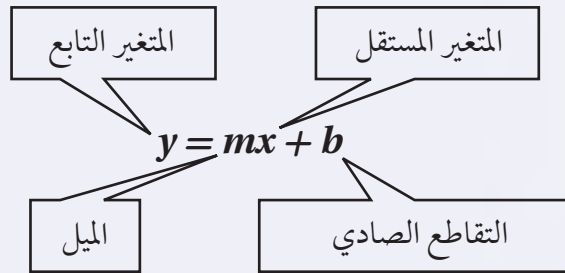 المتغير المستقل
المتغير التابع
y = mx + b
التقاطع الصادي
الميل